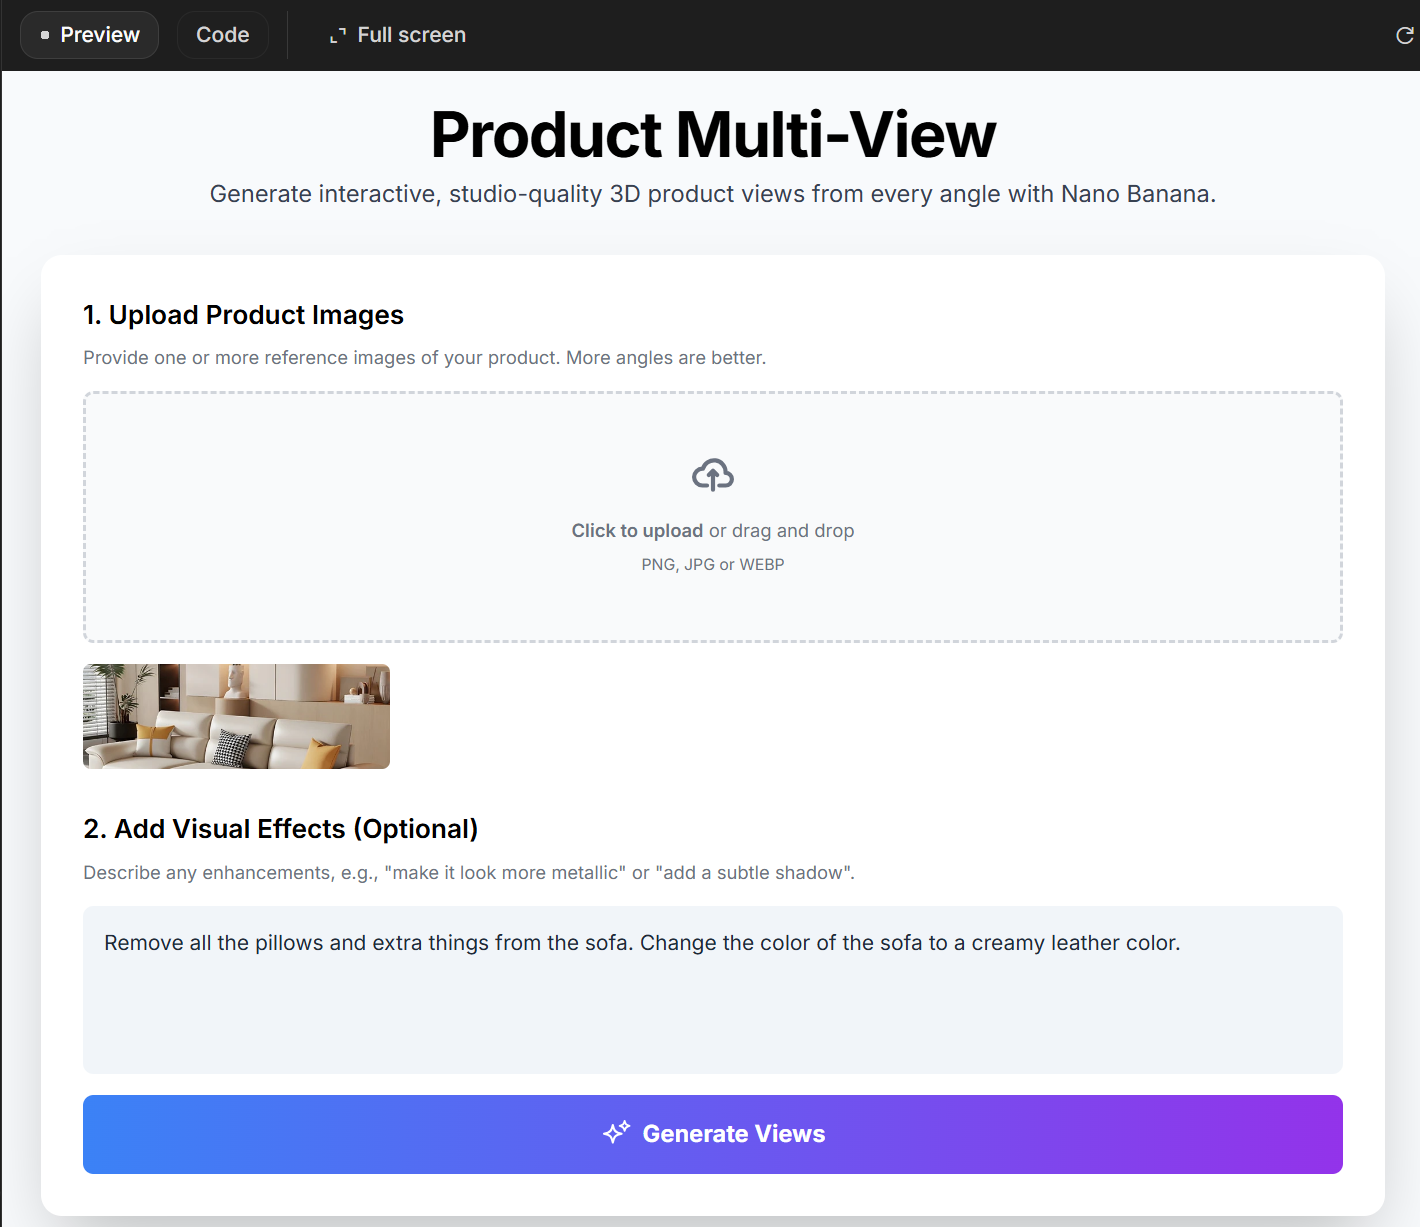 Preview
Code
Full screen
Product Multi-View
Generate interactive, studio-quality 3D product views from every angle with Nano Banana.
1. Upload Product Images
Provide one or more reference images of your product. More angles are better.
Click to upload or drag and drop
PNG, JPG or WEBP
2. Add Visual Effects (Optional)
Describe any enhancements, e.g., "make it look more metallic" or "add a subtle shadow".
Remove all the pillows and extra things from the sofa. Change the color of the sofa to a creamy leather color.
Generate Views